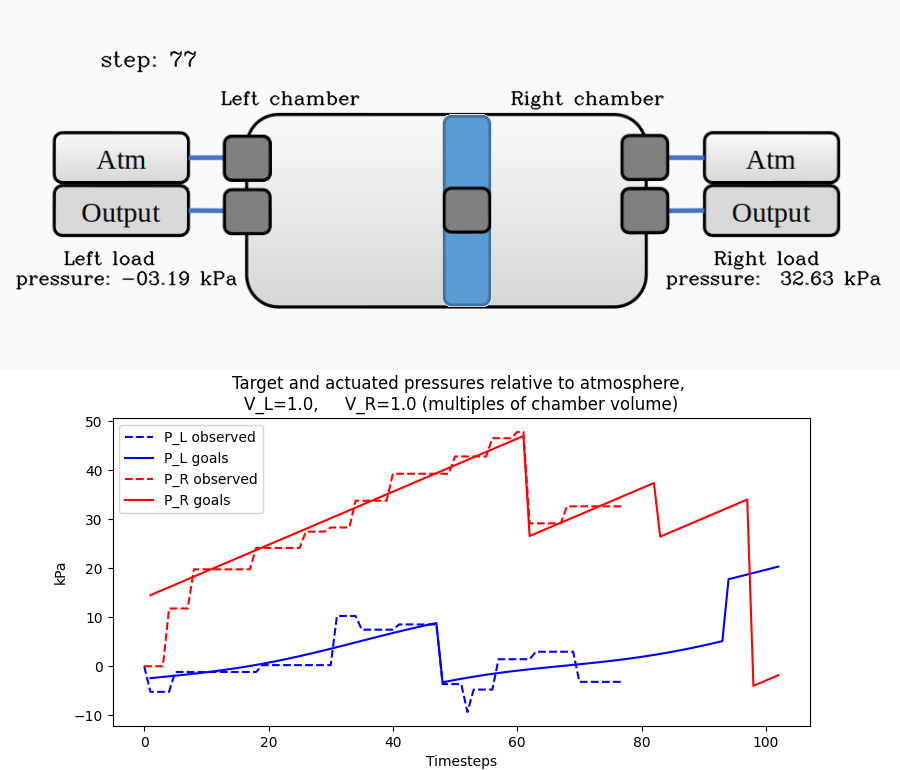 step: 77
Left chamber
Right chamber
Atm
Atm
Output
Output
Left load
pressure: -03.19 kPa
Right load
pressure: 32.63 kPa
Target and actuated pressures relative to atmosphere,
V_L=1.0, V_R=1.0 (multiples of chamber volume)
P_L observed
P_L goals
P_R observed
P_R goals
50
40
30
20
10
0
−10
kPa
0 20 40 60 80 100
Timesteps